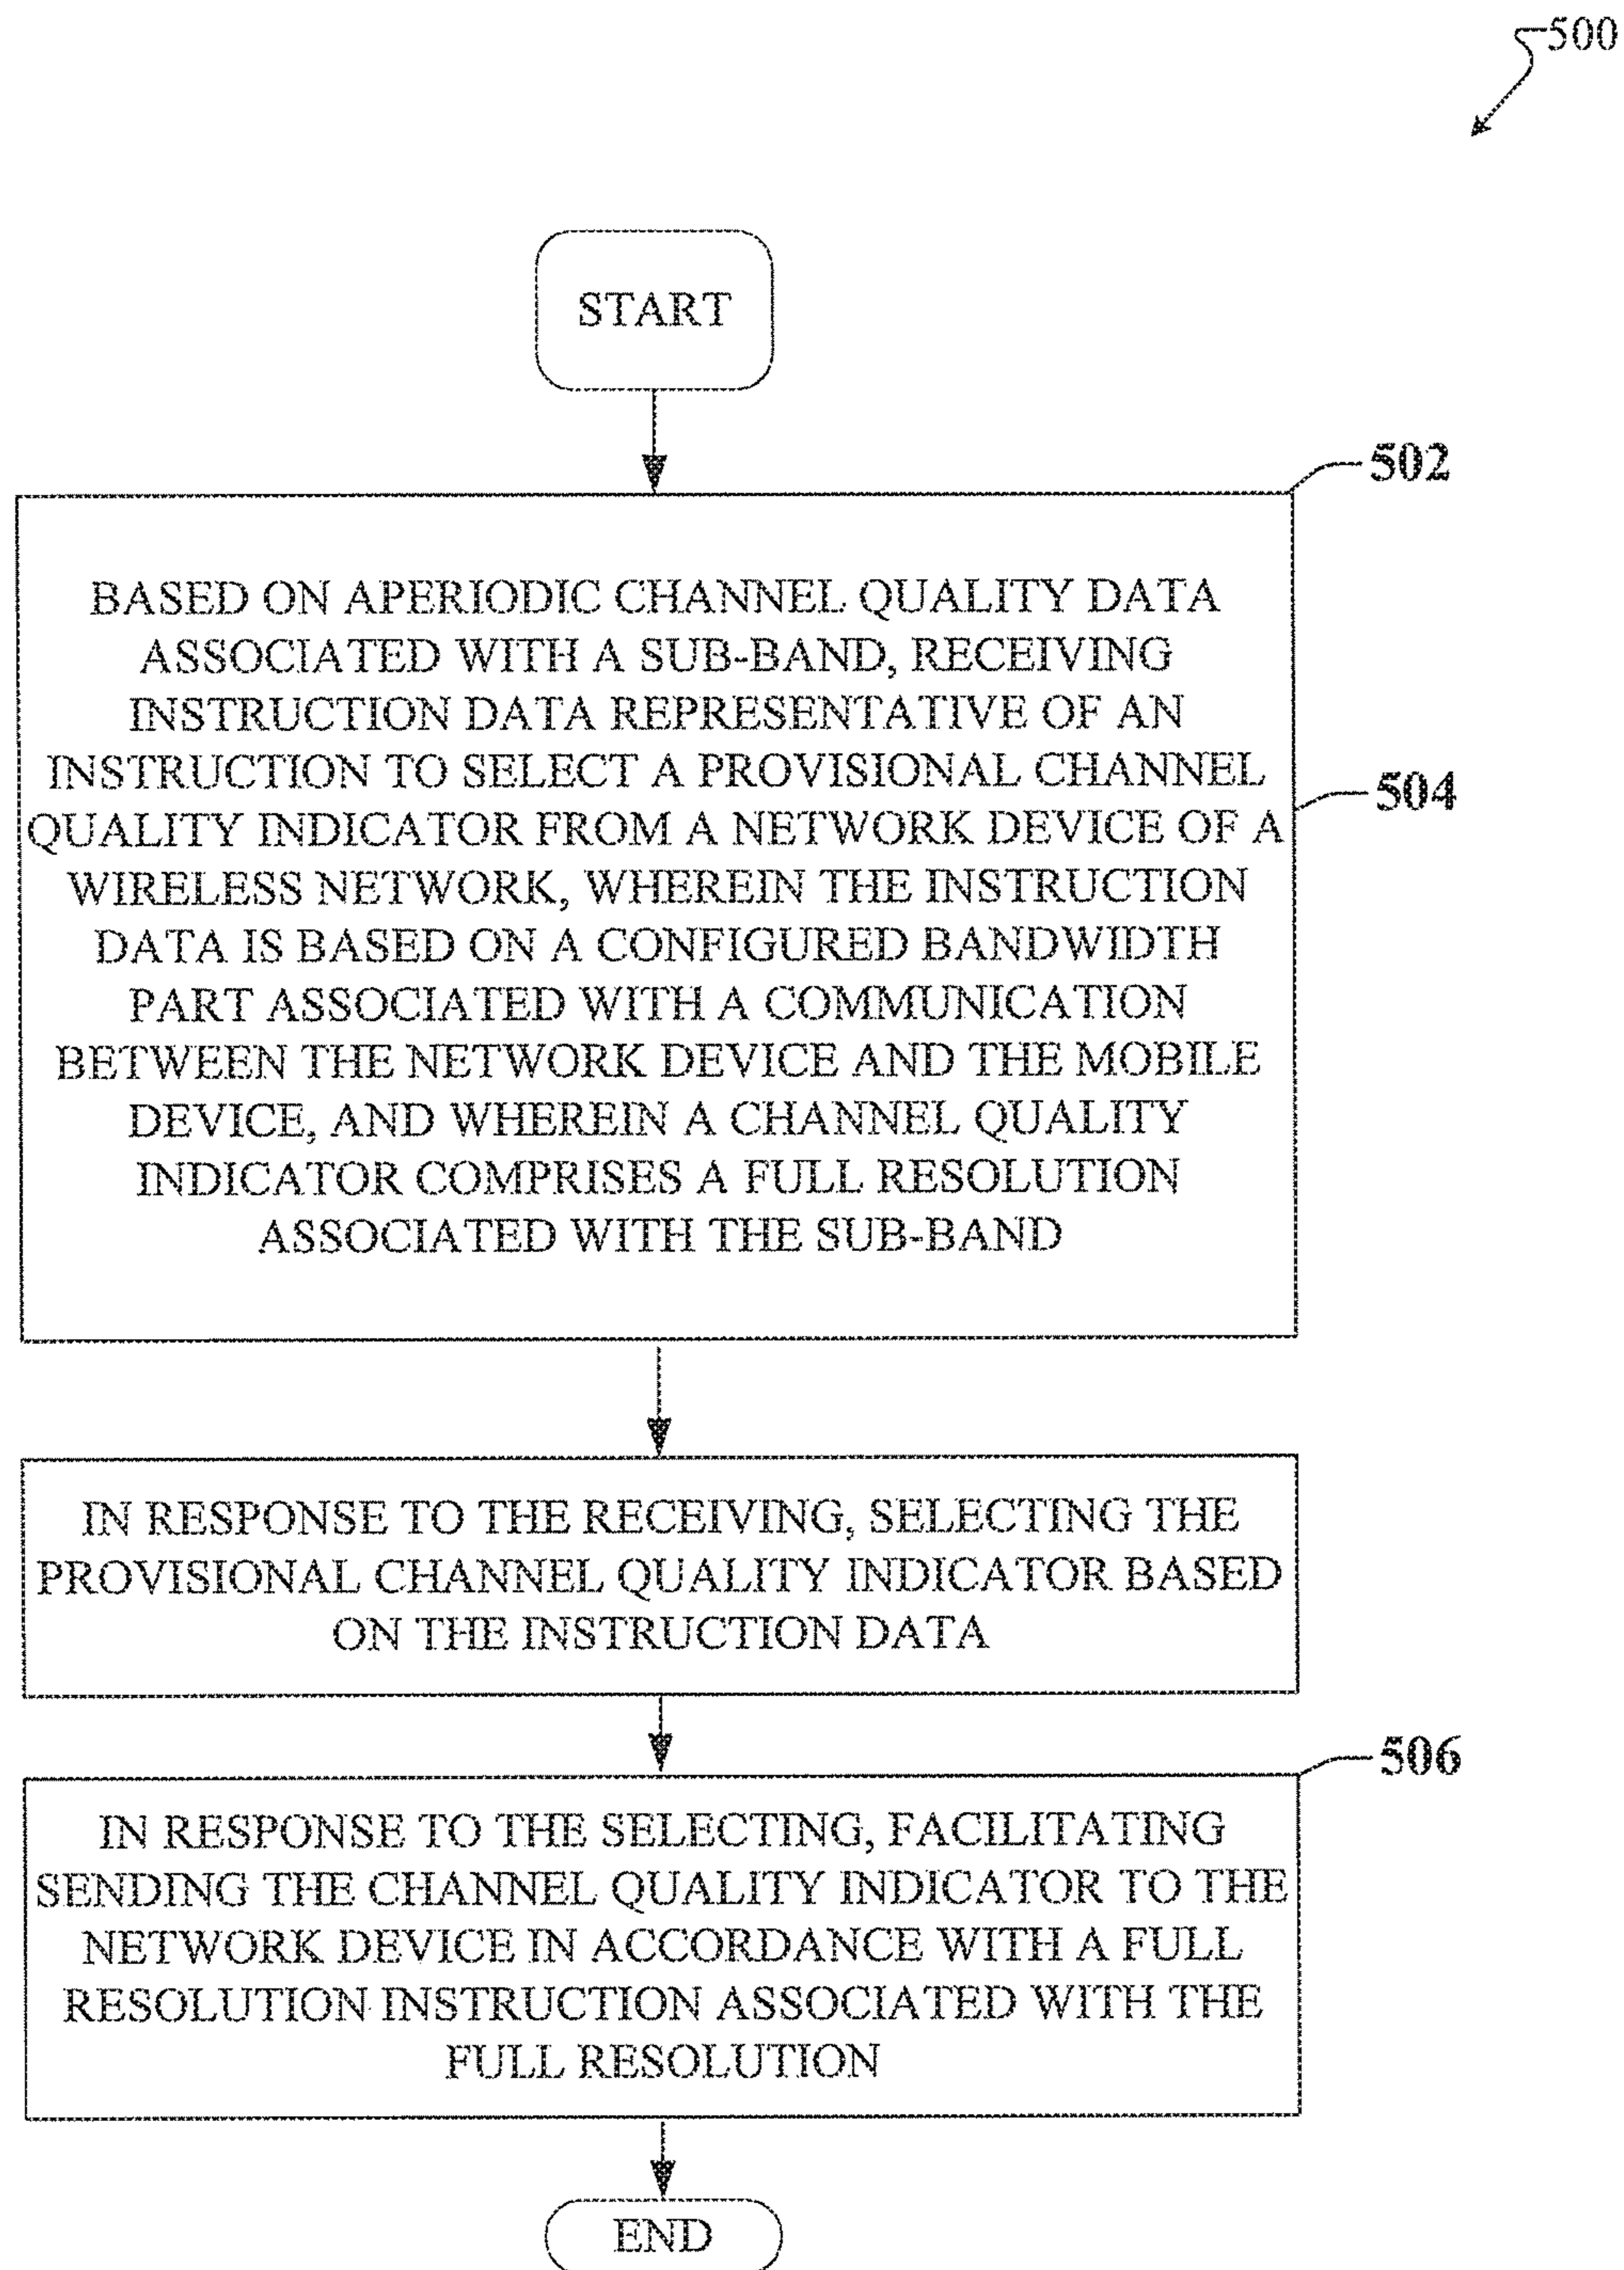 500
START
502
BASED ON APERIODIC CHANNEL QUALITY DATA
ASSOCIATED WITH A SUB-BAND, RECEIVING
INSTRUCTION DATA REPRESENTATIVE OF AN
INSTRUCTION TO SELECT A PROVISIONAL CHANNEL
504
QUALITY INDICATOR FROM A NETWORK DEVICE OF A
WIRELESS NETWORK, WHEREIN THE INSTRUCTION
DATA IS BASED ON A CONFIGURED BANDWIDTH
PART ASSOCIATED WITH A COMMUNICATION
BETWEEN THE NETWORK DEVICE AND THE MOBILE
DEVICE, AND WHEREIN A CHANNEL QUALITY
INDICATOR COMPRISES A FULL RESOLUTION
ASSOCIATED WITH THE SUB-BAND
IN RESPONSE TO THE RECEIVING, SELECTING THE
PROVISIONAL CHANNEL QUALITY INDICATOR BASED
ON THE INSTRUCTION DATA
506
IN RESPONSE TO THE SELECTING, FACILITATING
SENDING THE CHANNEL QUALITY INDICATOR TO THE
NETWORK DEVICE IN ACCORDANCE WITH A FULL
RESOLUTION INSTRUCTION ASSOCIATED WITH THE
FULL RESOLUTION
END